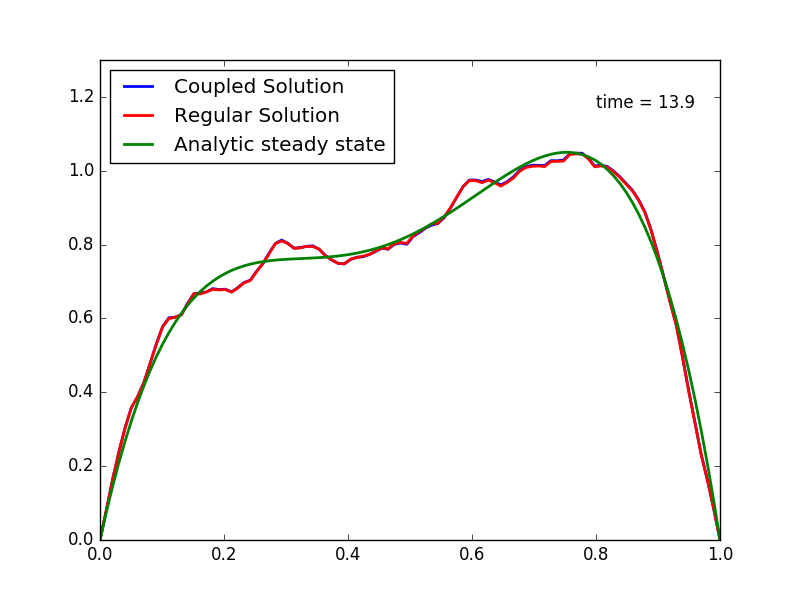 Coupled Solution
Regular Solution
Analytic steady state
time = 13.9
1.2
1.0
0.8
0.6
0.4
0.2
0.0
0.0 0.2 0.4 0.6 0.8 1.0